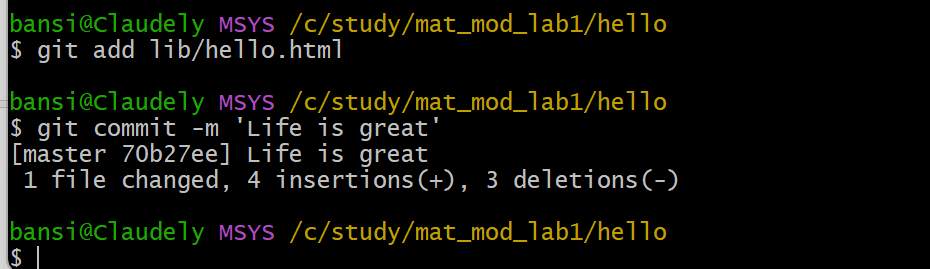 bansi@Claudely MSYS /c/study/mat_mod_lab1/hello
$ git add lib/hello.html
bansi@Claudely MSYS /c/study/mat_mod_lab1/hello
$ git commit -m 'Life is great'
[master 70b27ee] Life is great
 1 file changed, 4 insertions(+), 3 deletions(-)
bansi@Claudely MSYS /c/study/mat_mod_lab1/hello
$